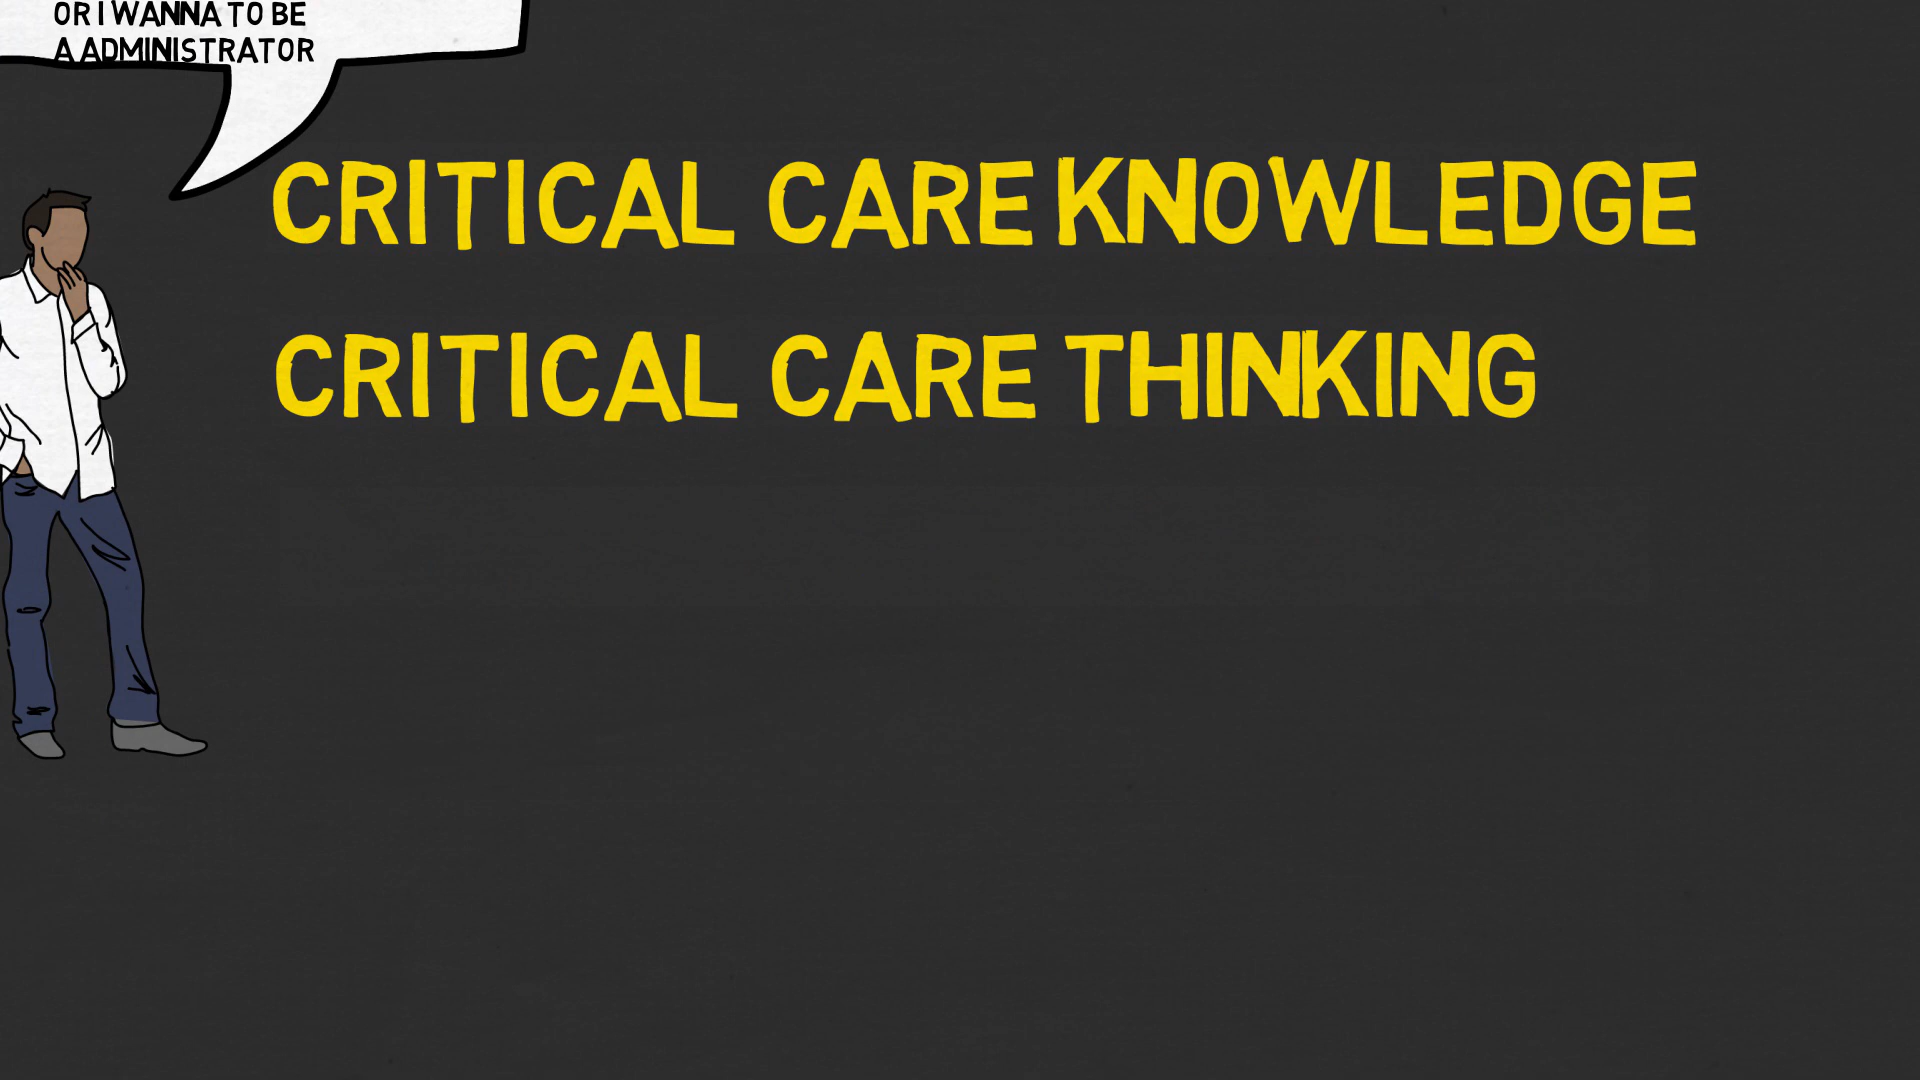 OR I WANNA TO BE
A ADMINISTRATOR
CRITICAL CARE KNOWLEDGE
CRITICAL CARE THINKING